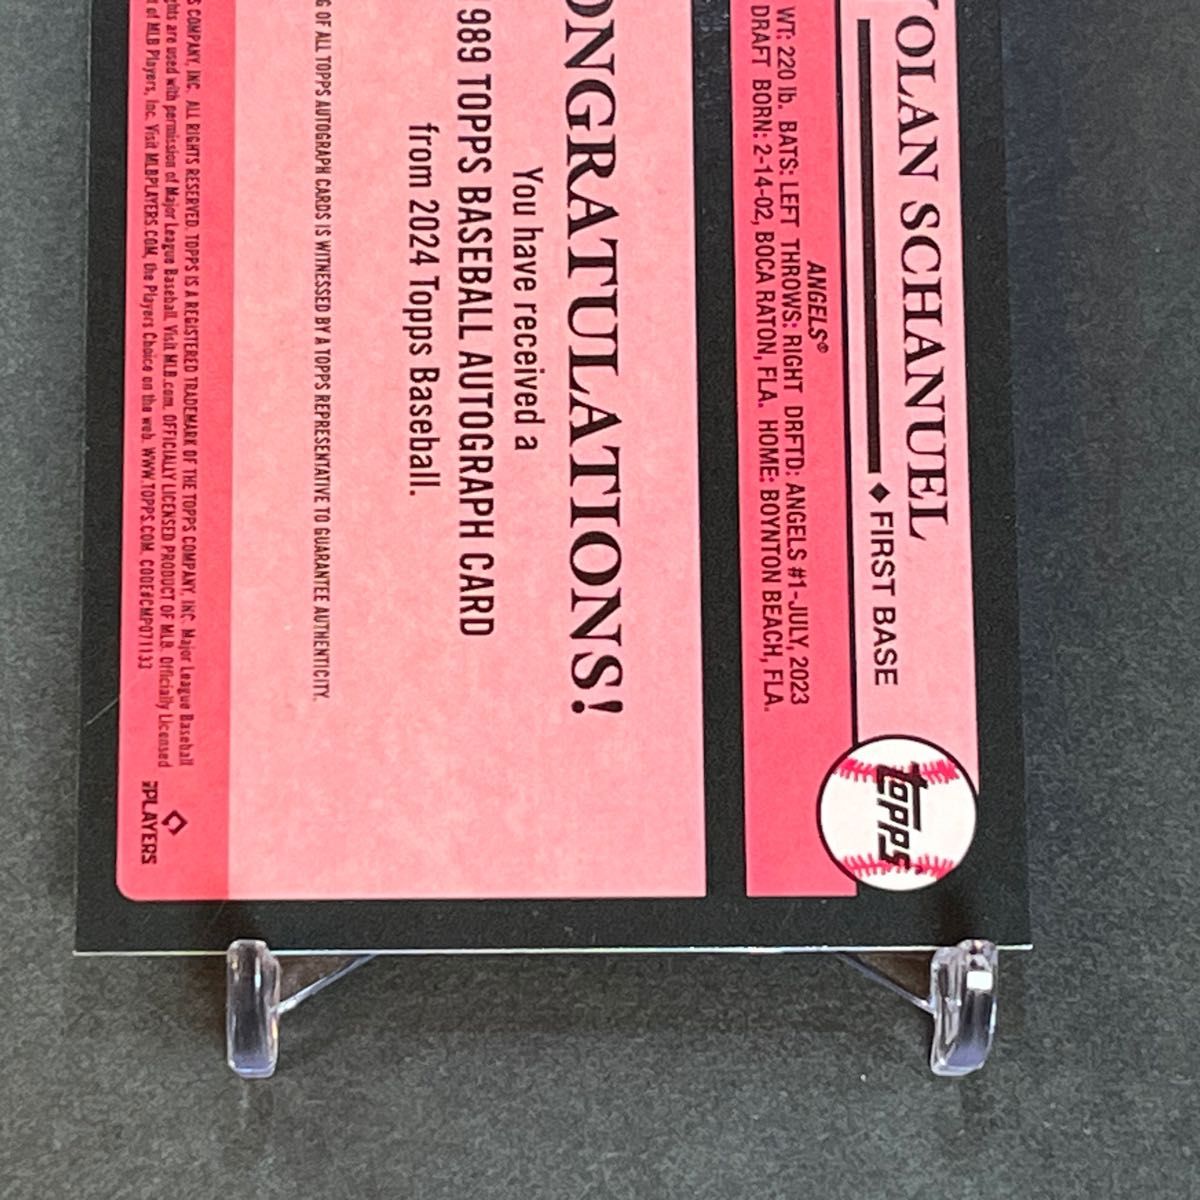 OLAN SCHANUEL
◆FIRST BASE
topps
ANGELS®
WT: 220 lb. BATS: LEFT THROWS: RIGHT DRFTD: ANGELS #1-JULY, 2023
DRAFT BORN: 2-14-02, BOCA RATON, FLA. HOME: BOYNTON BEACH, FLA.
ONGRATULATIONS!
You have received a
989 TOPPS BASEBALL AUTOGRAPH CARD
from 2024 Topps Baseball.
G OF ALL TOPPS AUTOGRAPH CARDS IS WITNESSED BY A TOPPS REPRESENTATIVE TO GUARANTEE AUTHENTICITY.
S COMPANY, INC. ALL RIGHTS RESERVED. TOPPS IS A REGISTERED TRADEMARK OF THE TOPPS COMPANY, INC. Major League Baseball
ghts are used with permission of Major League Baseball. Visit MLB.com. OFFICIALLY LICENSED PRODUCT OF MLB. Officially Licensed
t of MLB Players, Inc. Visit MLBPLAYERS.COM, the Players Choice on the web. WWW.TOPPS.COM. CODE#CMP071133
PLAYERS